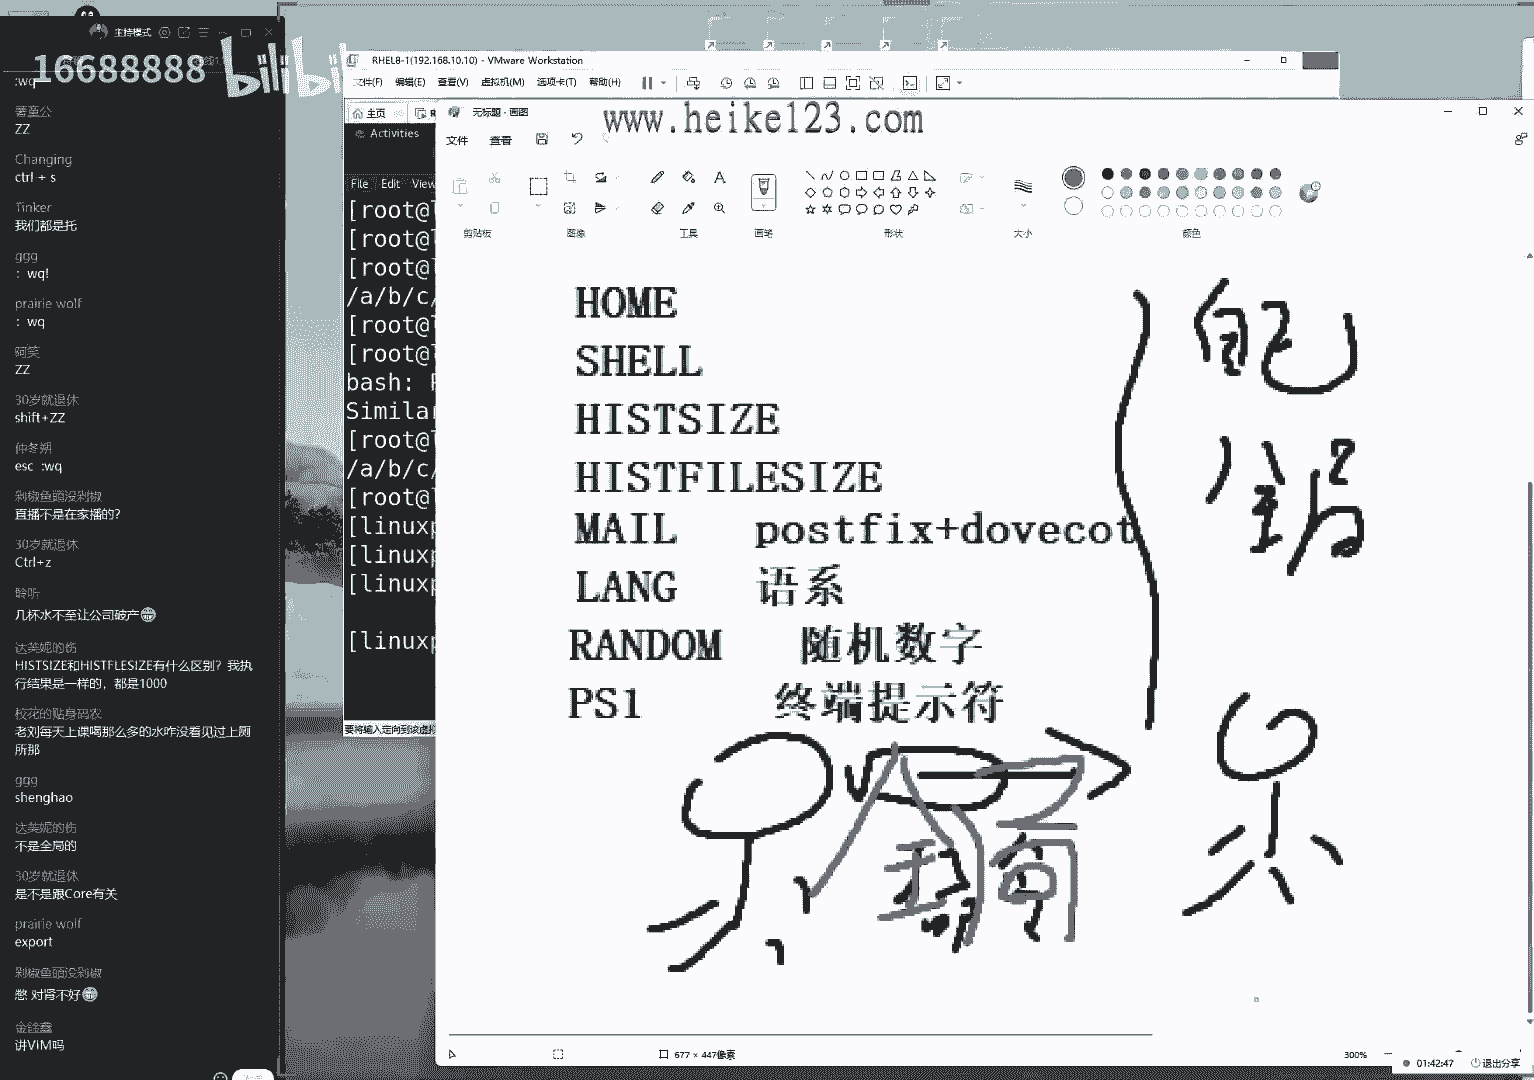 主持模式
16688888
bilibi
:wq
ZZ
Changing
ctrl + s
Tinker
我们都是托
ggg
：wq!
prairie wolf
：wq
阿笑
ZZ
30岁就退休
shift+ZZ
仲冬朔
esc :wq
剁椒鱼頭没剁椒
直播不是在家播的?
30岁就退休
Ctrl+z
聆听
几杯水不至让公司破产
达芙妮的伤
HISTSIZE和HISTFLESIZE有什么区别？我执
行结果是一样的，都是1000
校花的贴身码农
老刘每天上课喝那么多的水咋没看见过上厕
所那
ggg
shenghao
达芙妮的伤
不是全局的
30岁就退休
是不是跟Core有关
prairie wolf
export
剁椒鱼頭没剁椒
憋 对肾不好
讲VIM吗
RHEL8-1(192.168.10.10) - VMware Workstation
文件(F) 编辑(E) 查看(V) 虚拟机(M) 选项卡(T) 帮助(H)
主页
Activities
File Edit View
[root@
[root@
[root@
/a/b/c/
[root@
[root@
bash:
Similar
[root@
/a/b/c/
[root@
[linuxp
[linuxp
[linuxp
[linuxp
要将输入定向到该虚拟
无标题 - 画图
www.heike123.com
文件 查看
剪贴板 图像 工具 画笔 形状 大小 颜色
HOME
SHELL
HISTSIZE
HISTFILESIZE
MAIL postfix+dovecot
LANG 语系
RANDOM 随机数字
PS1 终端提示符
自己
677 × 447像素
300%
01:42:47 退出分享